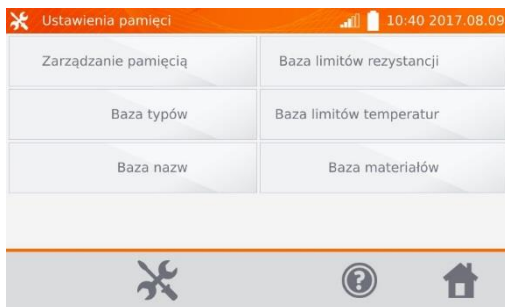 Ustawienia pamięci 10:40 2017.08.09
Zarządzanie pamięcią Baza limitów rezystancji
Baza typów Baza limitów temperatur
Baza nazw Baza materiałów